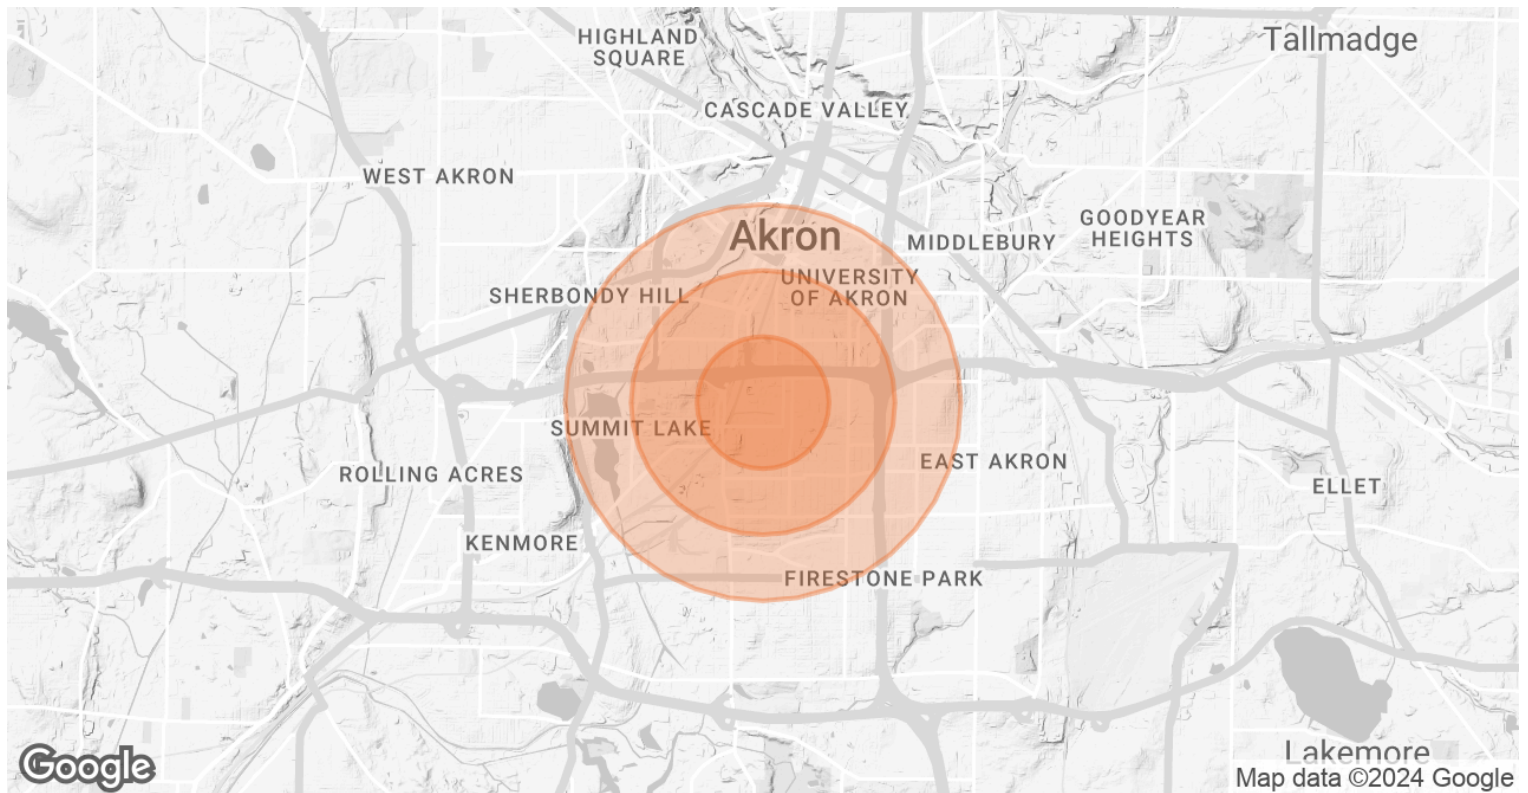 HIGHLAND
SQUARE
Tallmadge
CASCADE VALLEY
WEST AKRON
Akron
MIDDLEBURY
GOODYEAR
HEIGHTS
SHERBONDY HILL
UNIVERSITY
OF AKRON
SUMMIT LAKE
EAST AKRON
ROLLING ACRES
ELLET
KENMORE
FIRESTONE PARK
Lakemore
Google
Map data ©2024 Google